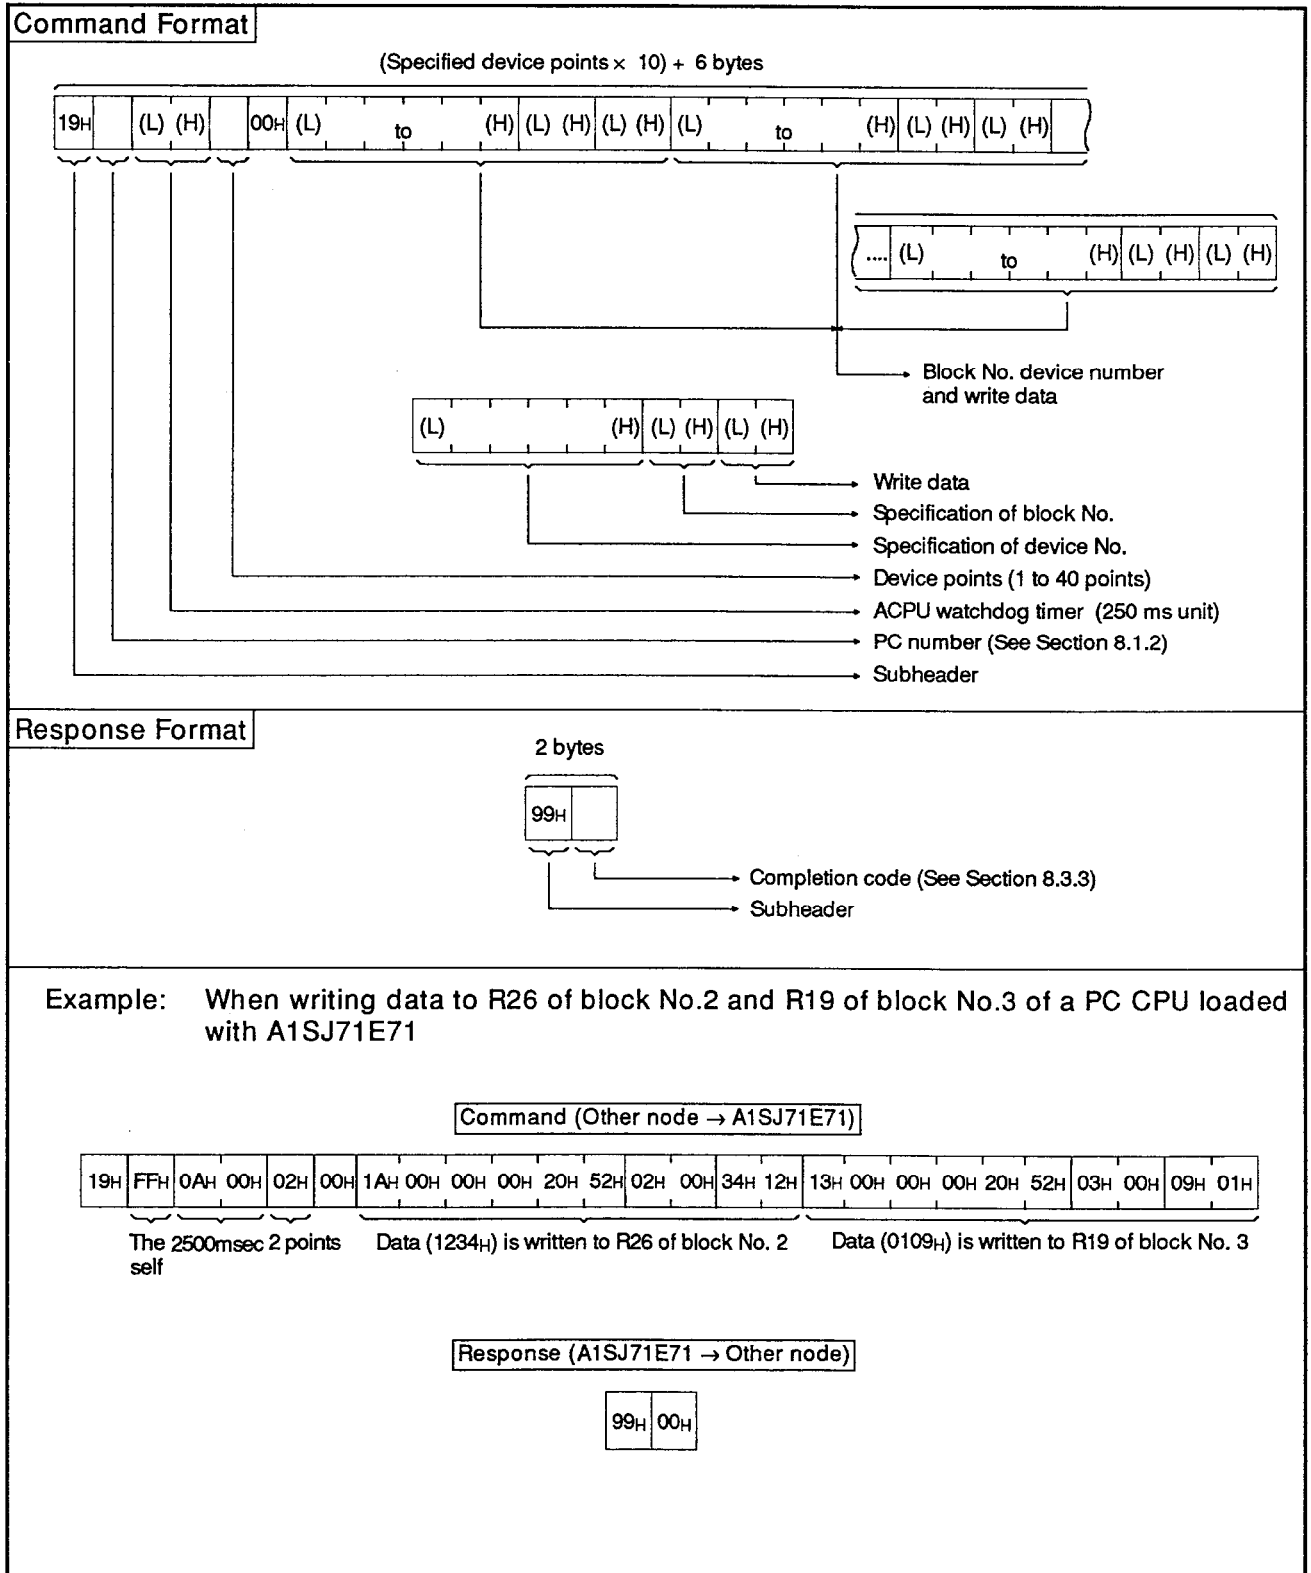 Command Format
(Specified device points × 10) + 6 bytes
19H (L) (H) 00H (L) to (H) (L) (H) (L) (H) (L) to (H) (L) (H) (L) (H)
.... (L) to (H) (L) (H) (L) (H)
Block No. device number
and write data
(L) (H) (L) (H) (L) (H)
Write data
Specification of block No.
Specification of device No.
Device points (1 to 40 points)
ACPU watchdog timer (250 ms unit)
PC number (See Section 8.1.2)
Subheader
Response Format
2 bytes
99H
Completion code (See Section 8.3.3)
Subheader
Example: When writing data to R26 of block No.2 and R19 of block No.3 of a PC CPU loaded
with A1SJ71E71
Command (Other node → A1SJ71E71)
19H FFH 0AH 00H 02H 00H 1AH 00H 00H 00H 20H 52H 02H 00H 34H 12H 13H 00H 00H 00H 20H 52H 03H 00H 09H 01H
The 2500msec 2 points Data (1234H) is written to R26 of block No. 2 Data (0109H) is written to R19 of block No. 3
self
Response (A1SJ71E71 → Other node)
99H 00H